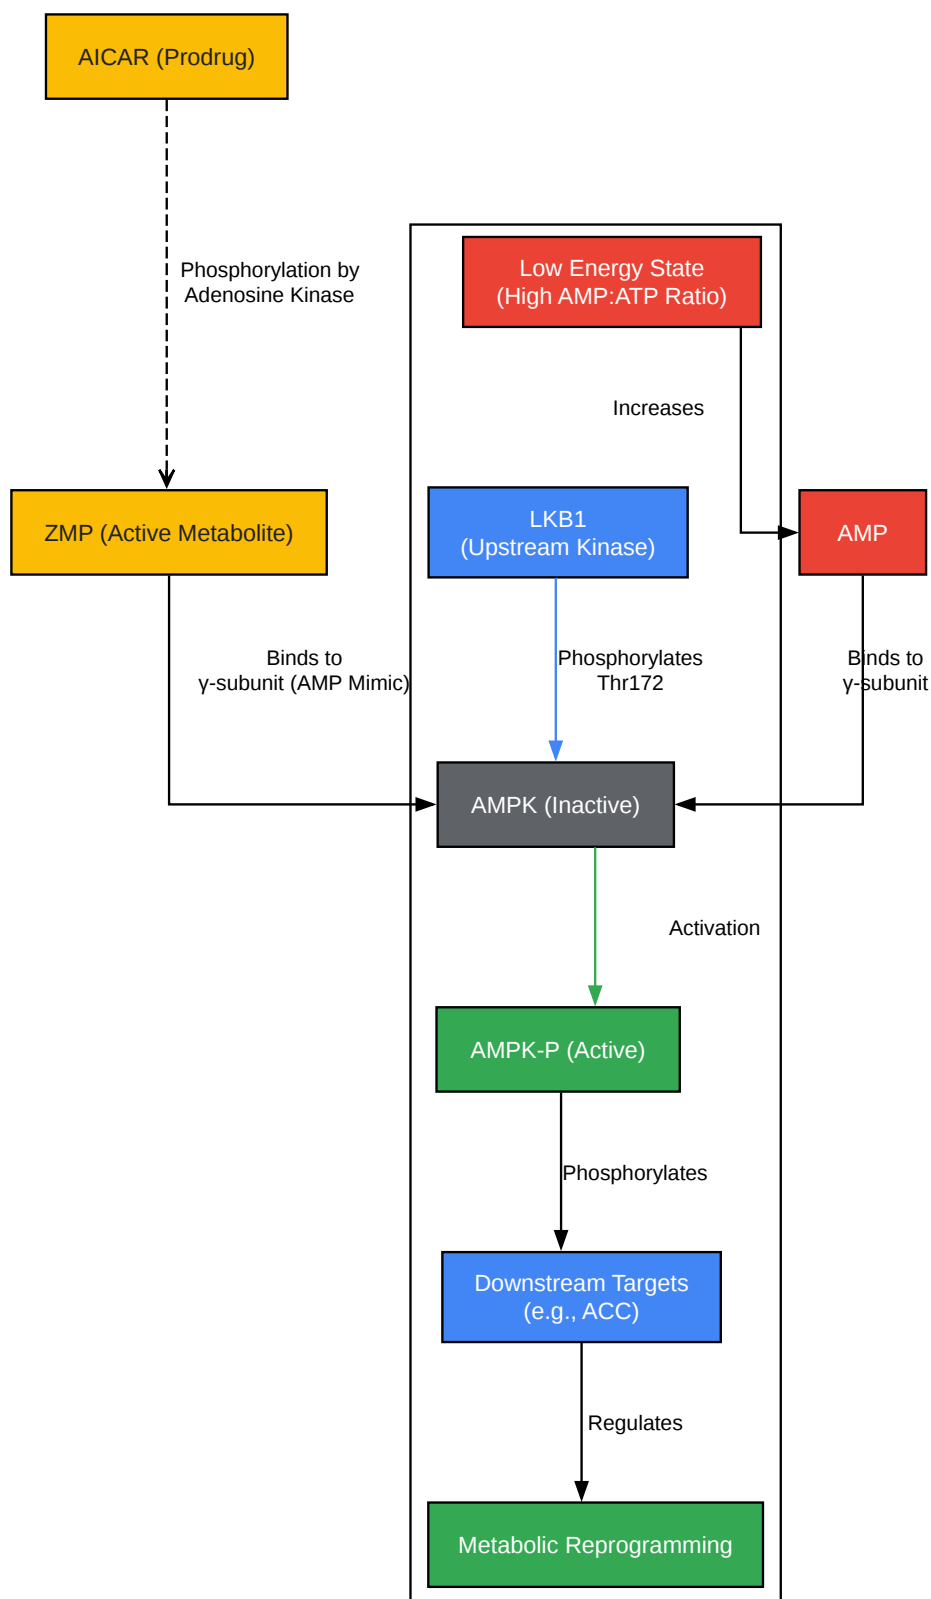 AICAR (Prodrug)
Phosphorylation by
Adenosine Kinase
Low Energy State
(High AMP:ATP Ratio)
Increases
ZMP (Active Metabolite)
LKB1
(Upstream Kinase)
AMP
Binds to
γ-subunit (AMP Mimic)
Phosphorylates
Thr172
Binds to
γ-subunit
AMPK (Inactive)
Activation
AMPK-P (Active)
Phosphorylates
Downstream Targets
(e.g., ACC)
Regulates
Metabolic Reprogramming